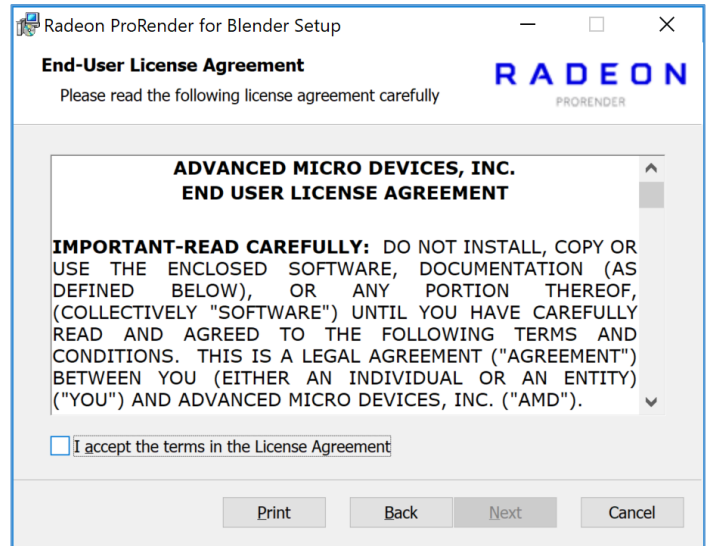 Radeon ProRender for Blender Setup
End-User License Agreement
Please read the following license agreement carefully
RADEON
PRORENDER
ADVANCED MICRO DEVICES, INC.
END USER LICENSE AGREEMENT
IMPORTANT-READ CAREFULLY: DO NOT INSTALL, COPY OR
USE THE ENCLOSED SOFTWARE, DOCUMENTATION (AS
DEFINED BELOW), OR ANY PORTION THEREOF,
(COLLECTIVELY "SOFTWARE") UNTIL YOU HAVE CAREFULLY
READ AND AGREED TO THE FOLLOWING TERMS AND
CONDITIONS. THIS IS A LEGAL AGREEMENT ("AGREEMENT")
BETWEEN YOU (EITHER AN INDIVIDUAL OR AN ENTITY)
("YOU") AND ADVANCED MICRO DEVICES, INC. ("AMD").
I accept the terms in the License Agreement
Print Back Next Cancel